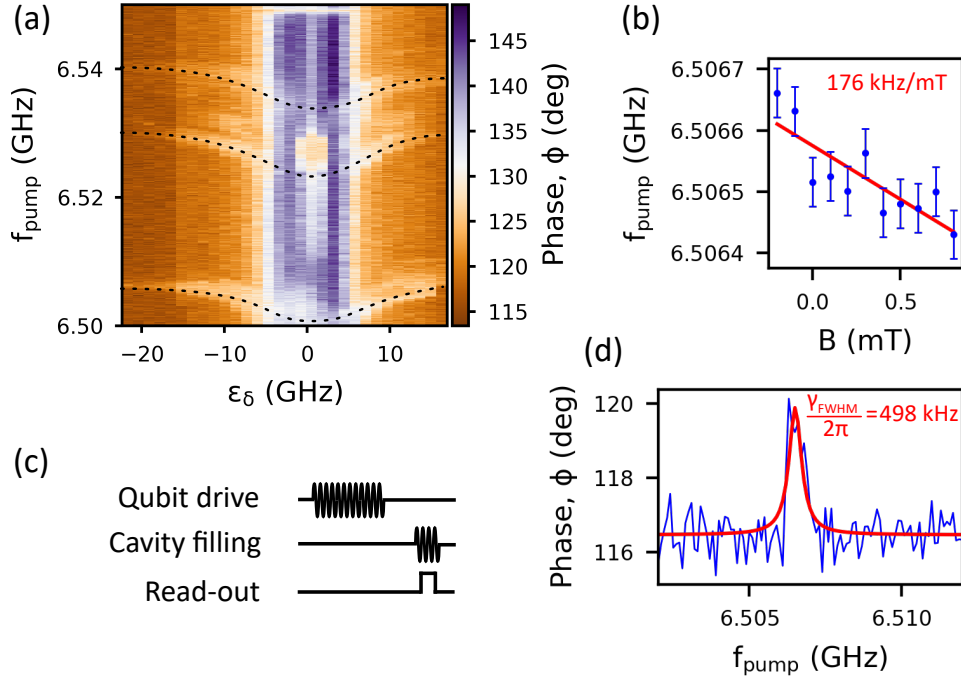 (a)
6.54
6.52
6.50
f_pump (GHz)
−20
−10
0
10
ε_δ (GHz)
145
140
135
130
125
120
115
Phase, ϕ (deg)
(b)
6.5067
6.5066
6.5065
6.5064
f_pump (GHz)
176 kHz/mT
0.0
0.5
B (mT)
(c)
Qubit drive
Cavity filling
Read-out
(d)
120
118
116
Phase, ϕ (deg)
γ_FWHM/2π =498 kHz
6.505
6.510
f_pump (GHz)